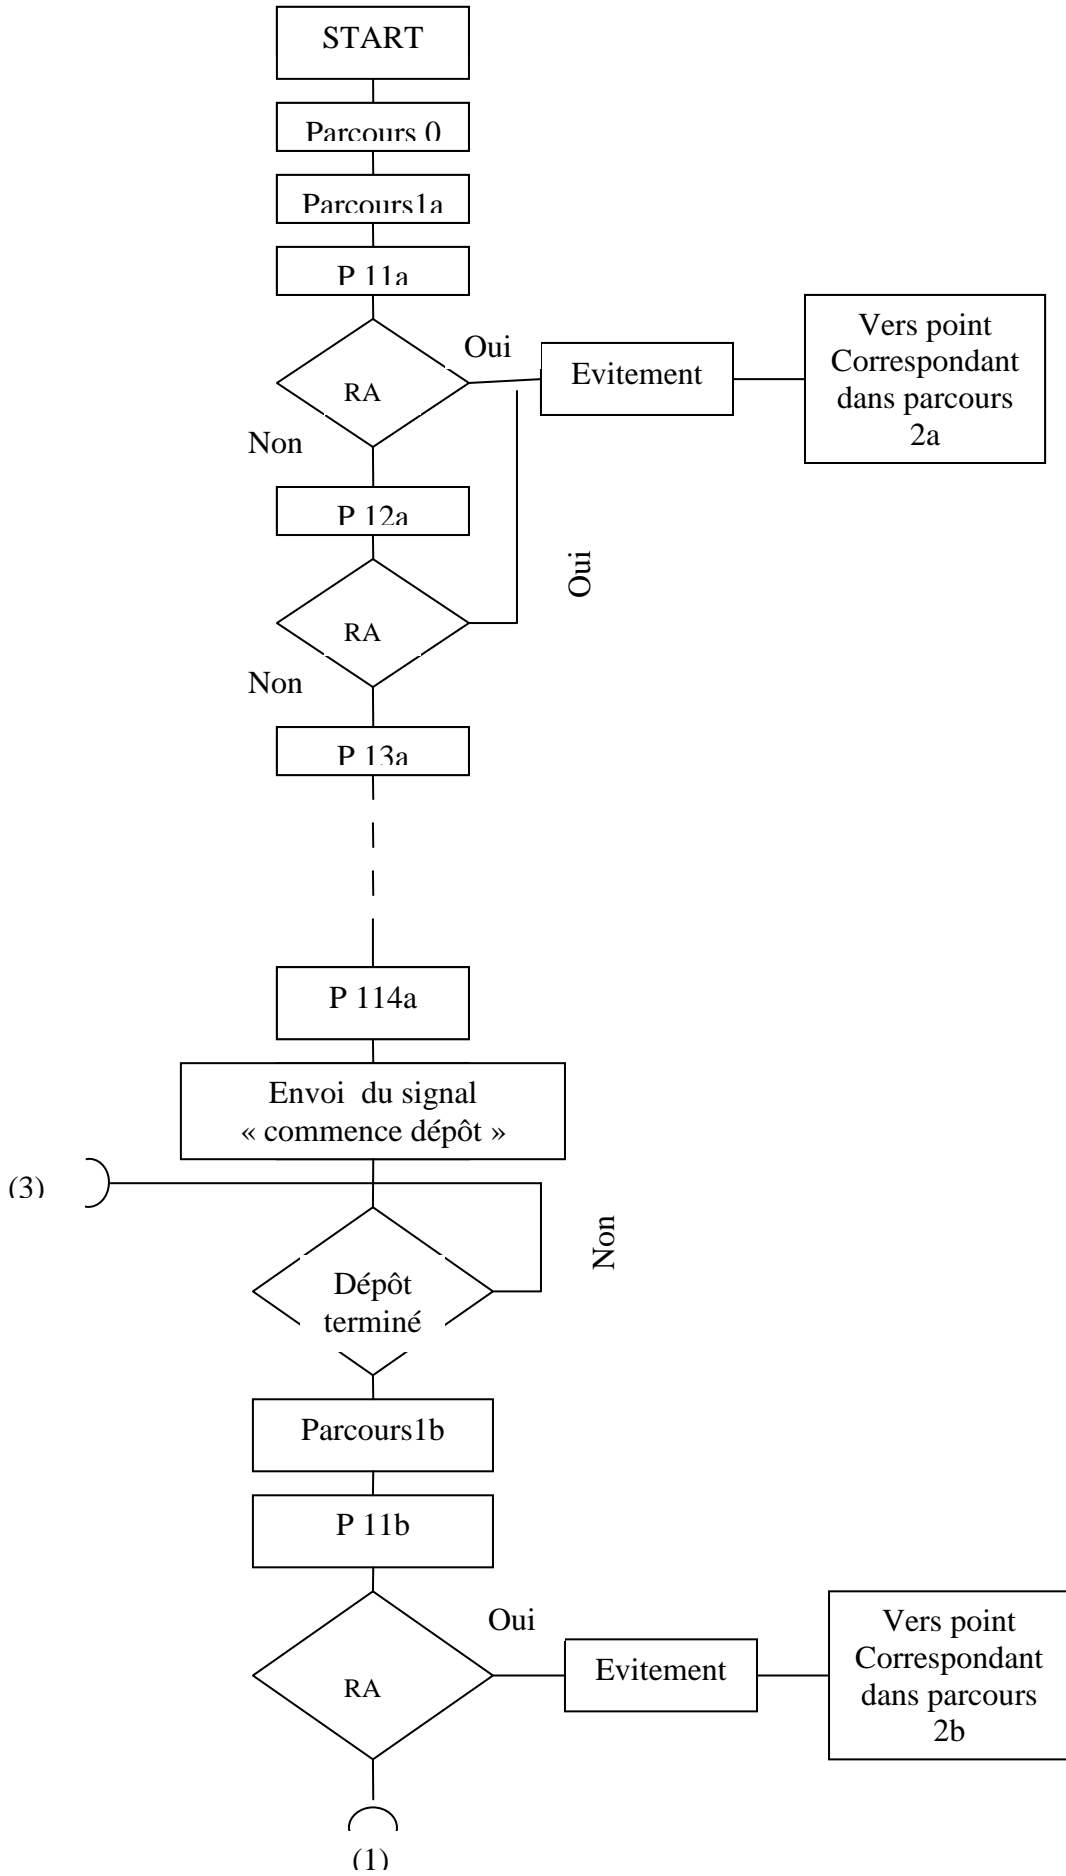 START
Parcours 0
Parcours1a
P 11a
Oui
RA
Evitement
Vers point
Correspondant
dans parcours
2a
Non
P 12a
Oui
RA
Non
P 13a
P 114a
Envoi du signal
« commence dépôt »
(3)
Non
Dépôt
terminé
Parcours1b
P 11b
Oui
RA
Evitement
Vers point
Correspondant
dans parcours
2b
(1)